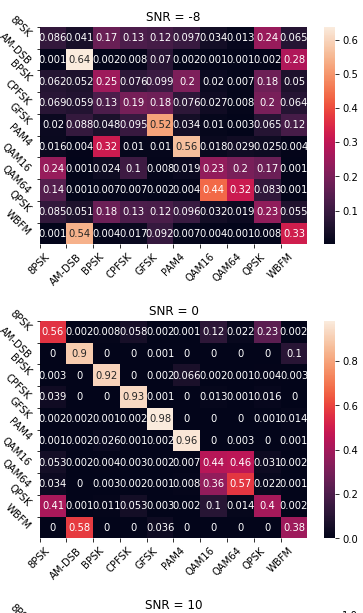 SNR = -8
8PSK 0.086 0.041 0.17 0.13 0.12 0.097 0.034 0.013 0.24 0.065
AM-DSB 0.001 0.64 0.002 0.008 0.07 0.002 0.001 0.001 0.002 0.28
BPSK 0.062 0.052 0.25 0.076 0.099 0.2 0.02 0.007 0.18 0.05
CPFSK 0.069 0.059 0.13 0.19 0.18 0.076 0.026 0.008 0.2 0.064
GFSK 0.02 0.088 0.048 0.095 0.52 0.034 0.01 0.003 0.065 0.12
PAM4 0.016 0.004 0.32 0.01 0.01 0.56 0.018 0.029 0.025 0.004
QAM16 0.24 0.001 0.024 0.1 0.008 0.019 0.23 0.2 0.17 0.001
QAM64 0.14 0.001 0.007 0.007 0.002 0.004 0.44 0.32 0.083 0.001
QPSK 0.085 0.051 0.18 0.13 0.12 0.096 0.032 0.019 0.23 0.055
WBFM 0.001 0.54 0.004 0.017 0.092 0.007 0.004 0.001 0.008 0.33
8PSK AM-DSB BPSK CPFSK GFSK PAM4 QAM16 QAM64 QPSK WBFM
0.6
0.5
0.4
0.3
0.2
0.1
SNR = 0
8PSK 0.56 0.002 0.008 0.058 0.002 0.001 0.12 0.022 0.23 0.002
AM-DSB 0 0.9 0 0 0.001 0 0 0 0 0.1
BPSK 0.003 0 0.92 0 0 0.066 0.002 0.001 0.004 0.003
CPFSK 0.039 0 0 0.93 0 0 0.013 0.001 0.016 0
GFSK 0.002 0.002 0.001 0 0.98 0 0 0 0.001 0.014
PAM4 0.001 0.002 0.026 0.001 0.002 0.96 0 0.003 0 0.001
QAM16 0.053 0 0.004 0.003 0.002 0.007 0.44 0.46 0.031 0.002
QAM64 0.034 0 0.003 0.002 0.001 0.008 0.36 0.57 0.022 0.001
QPSK 0.41 0.001 0.011 0.053 0.003 0.002 0.1 0.014 0.4 0.002
WBFM 0 0.58 0 0 0.036 0 0 0 0 0.38
8PSK AM-DSB BPSK CPFSK GFSK PAM4 QAM16 QAM64 QPSK WBFM
0.8
0.6
0.4
0.2
0.0
SNR = 10